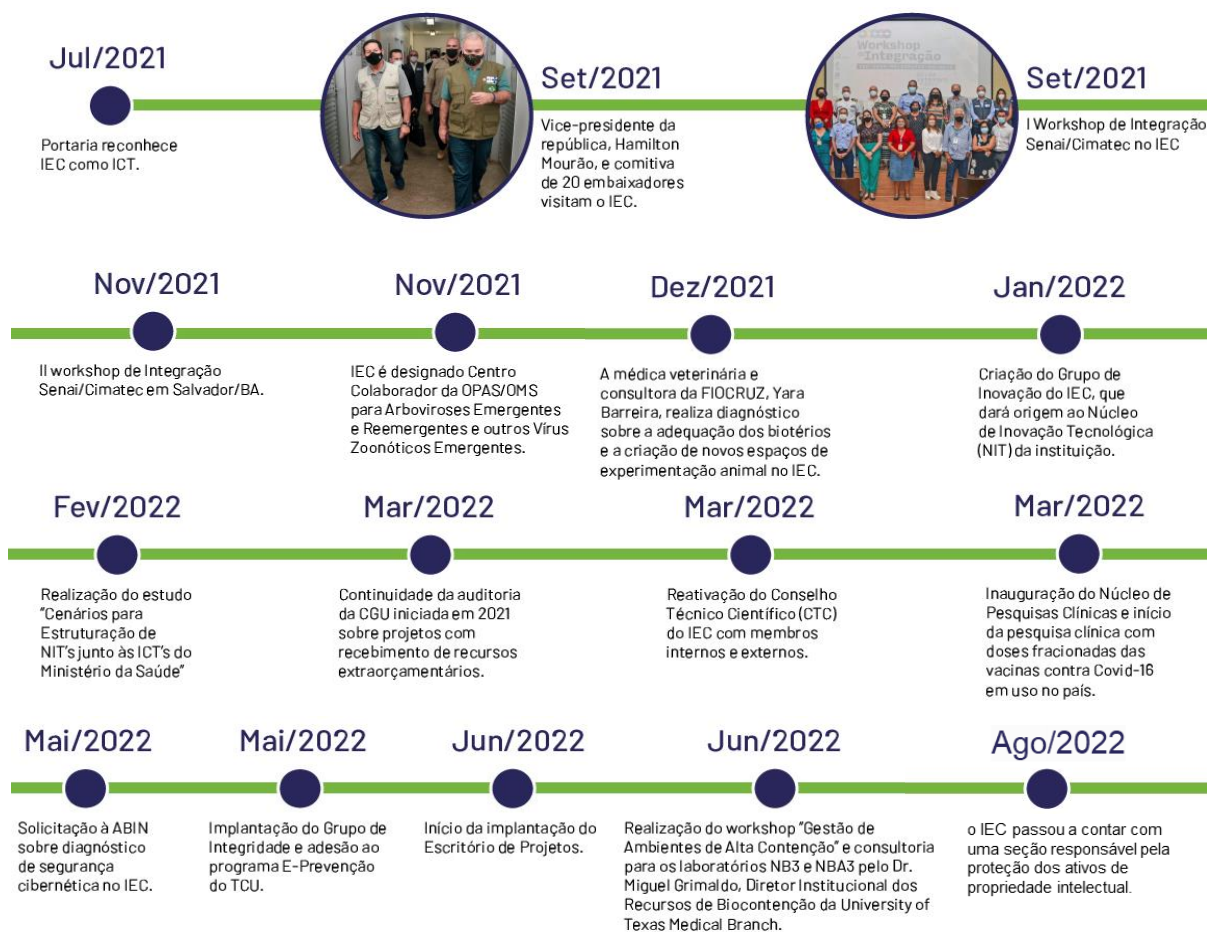 Jul/2021
Portaria reconhece
IEC como ICT.
Set/2021
Vice-presidente da
república, Hamilton
Mourão, e comitiva
de 20 embaixadores
visitam o IEC.
Workshop
de Integração
Set/2021
I Workshop de Integração
Senai/Cimatec no IEC
Nov/2021
II workshop de Integração
Senai/Cimatec em Salvador/BA.
Nov/2021
IEC é designado Centro
Colaborador da OPAS/OMS
para Arboviroses Emergentes
e Reemergentes e outros Vírus
Zoonóticos Emergentes.
Dez/2021
A médica veterinária e
consultora da FIOCRUZ, Yara
Barreira, realiza diagnóstico
sobre a adequação dos biotérios
e a criação de novos espaços de
experimentação animal no IEC.
Jan/2022
Criação do Grupo de
Inovação do IEC, que
dará origem ao Núcleo
de Inovação Tecnológica
(NIT) da instituição.
Fev/2022
Realização do estudo
"Cenários para
Estruturação de
NIT's junto às ICT's do
Ministério da Saúde"
Mar/2022
Continuidade da auditoria
da CGU iniciada em 2021
sobre projetos com
recebimento de recursos
extraorçamentários.
Mar/2022
Reativação do Conselho
Técnico Científico (CTC)
do IEC com membros
internos e externos.
Mar/2022
Inauguração do Núcleo de
Pesquisas Clínicas e início
da pesquisa clínica com
doses fracionadas das
vacinas contra Covid-16
em uso no país.
Mai/2022
Solicitação à ABIN
sobre diagnóstico
de segurança
cibernética no IEC.
Mai/2022
Implantação do Grupo de
Integridade e adesão ao
programa E-Prevenção
do TCU.
Jun/2022
Início da implantação do
Escritório de Projetos.
Jun/2022
Realização do workshop "Gestão de
Ambientes de Alta Contenção" e consultoria
para os laboratórios NB3 e NBA3 pelo Dr.
Miguel Grimaldo, Diretor Institucional dos
Recursos de Biocontenção da University of
Texas Medical Branch.
Ago/2022
o IEC passou a contar com
uma seção responsável pela
proteção dos ativos de
propriedade intelectual.